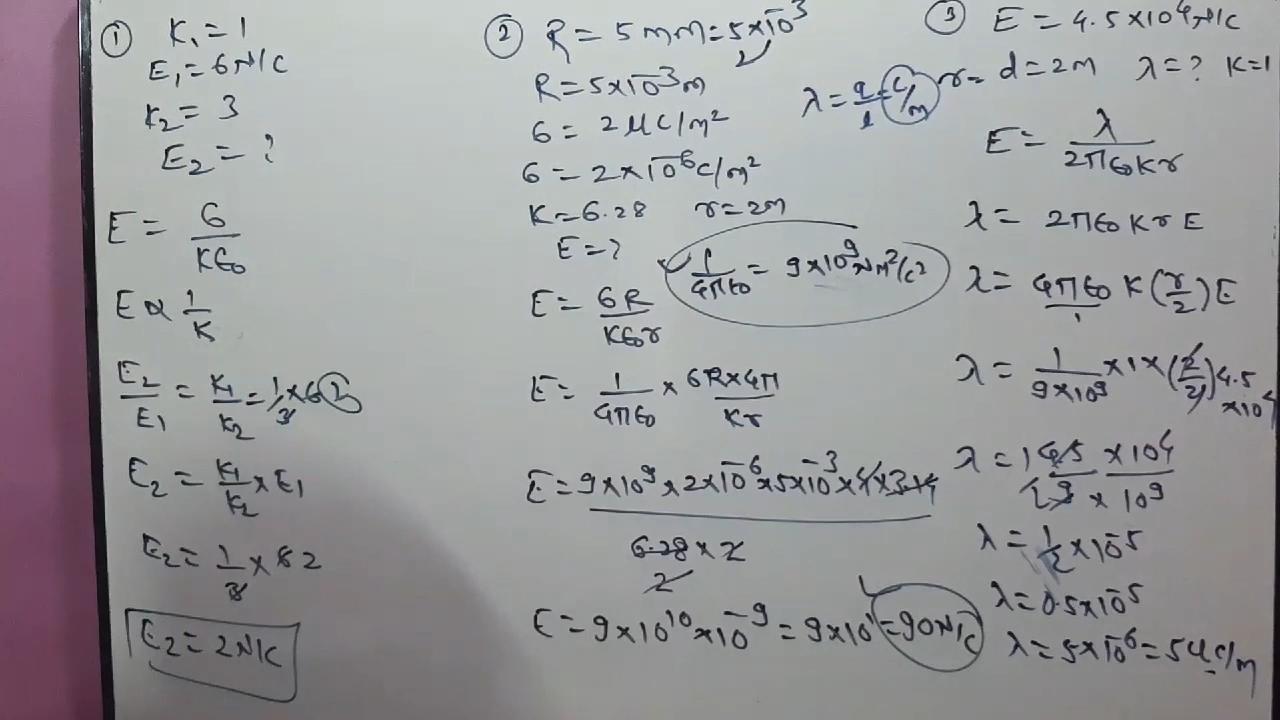 ① K₁ = 1
E₁ = 6 N/C
K₂ = 3
E₂ = ?
E = б / Kε₀
E ∝ 1/K
E₂/E₁ = K₁/K₂ = 1/3 × 6 2
E₂ = K₁/K₂ × E₁
E₂ = 1/3 × 6 2
E₂ = 2 N/C
② R = 5 mm = 5×10⁻³
R = 5×10⁻³ m
б = 2 μC/m²
б = 2×10⁻⁶ C/m²
K = 6.28 r = 2m
E = ?
1/4πε₀ = 9×10⁹ Nm²/C²
E = бR / Kε₀r
E = 1/4πε₀ × бR×4π / Kr
E = 9×10⁹ × 2×10⁻⁶ × 5×10⁻³ × 4×3.14
6.28 × 2
2
E = 9×10¹⁰ × 10⁻⁹ = 9×10¹ = 90 N/C
③ E = 4.5×10⁴ N/C
r = d = 2m λ = ? K = 1
λ = q/l = C/m
E = λ / 2πε₀Kr
λ = 2πε₀ K r E
λ = 4πε₀/1 K (r/2) E
λ = 1 / 9×10⁹ × 1 × (2/2) 4.5 ×10⁴
λ = 1 4.5 × 10⁴ / 2 9 × 10⁹
λ = 1/2 × 10⁻⁵
λ = 0.5×10⁻⁵
λ = 5×10⁻⁶ = 5 μC/m